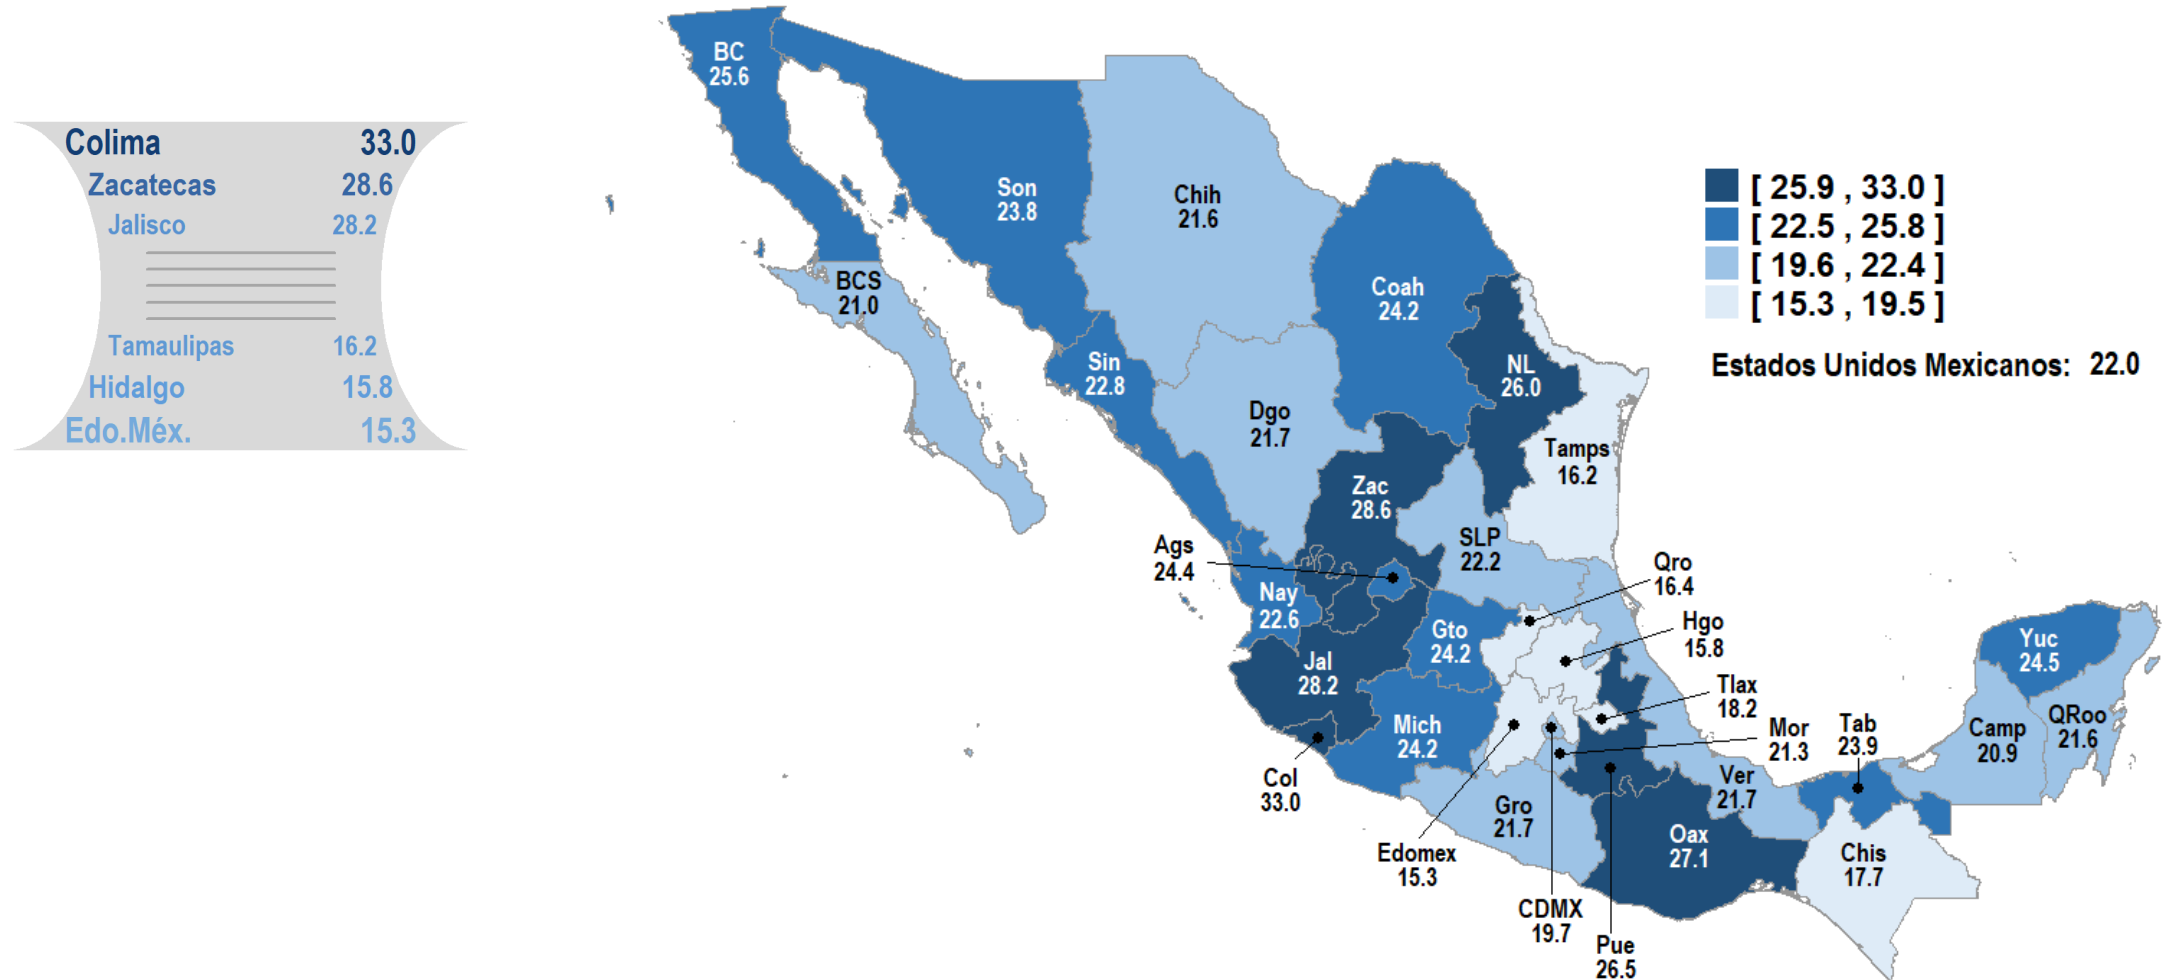 Colima 33.0
Zacatecas 28.6
Jalisco 28.2
Tamaulipas 16.2
Hidalgo 15.8
Edo.Méx. 15.3
BC
25.6
Son
23.8
Chih
21.6
BCS
21.0
Coah
24.2
Sin
22.8
NL
26.0
Dgo
21.7
Tamps
16.2
Zac
28.6
SLP
22.2
Ags
24.4
Nay
22.6
Gto
24.2
Qro
16.4
Hgo
15.8
Jal
28.2
Tlax
18.2
Mich
24.2
Mor
21.3
Tab
23.9
Yuc
24.5
Camp
20.9
QRoo
21.6
Col
33.0
Ver
21.7
Gro
21.7
Oax
27.1
Chis
17.7
Edomex
15.3
CDMX
19.7
Pue
26.5
[ 25.9 , 33.0 ]
[ 22.5 , 25.8 ]
[ 19.6 , 22.4 ]
[ 15.3 , 19.5 ]
Estados Unidos Mexicanos: 22.0